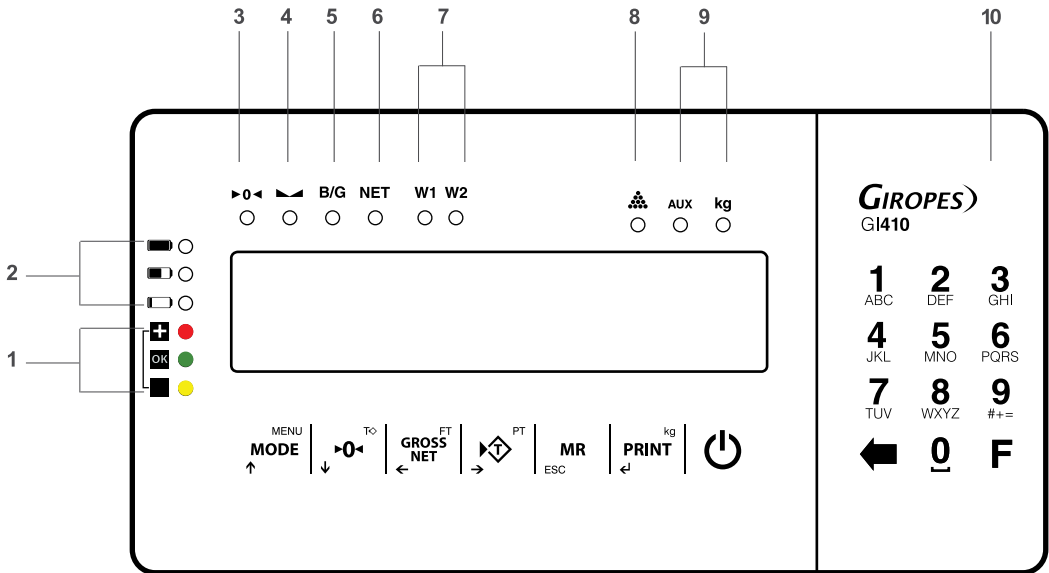 3 4 5 6 7 8 9 10
►0◄ B/G NET W1 W2 AUX kg
GIROPES
GI410
2
1
+
OK
1 2 3
ABC DEF GHI
4 5 6
JKL MNO PQRS
7 8 9
TUV WXYZ #+=
0 F
MENU T FT PT kg
MODE ►0◄ GROSS T MR PRINT
NET
↑ ↓ ← → ESC ↵